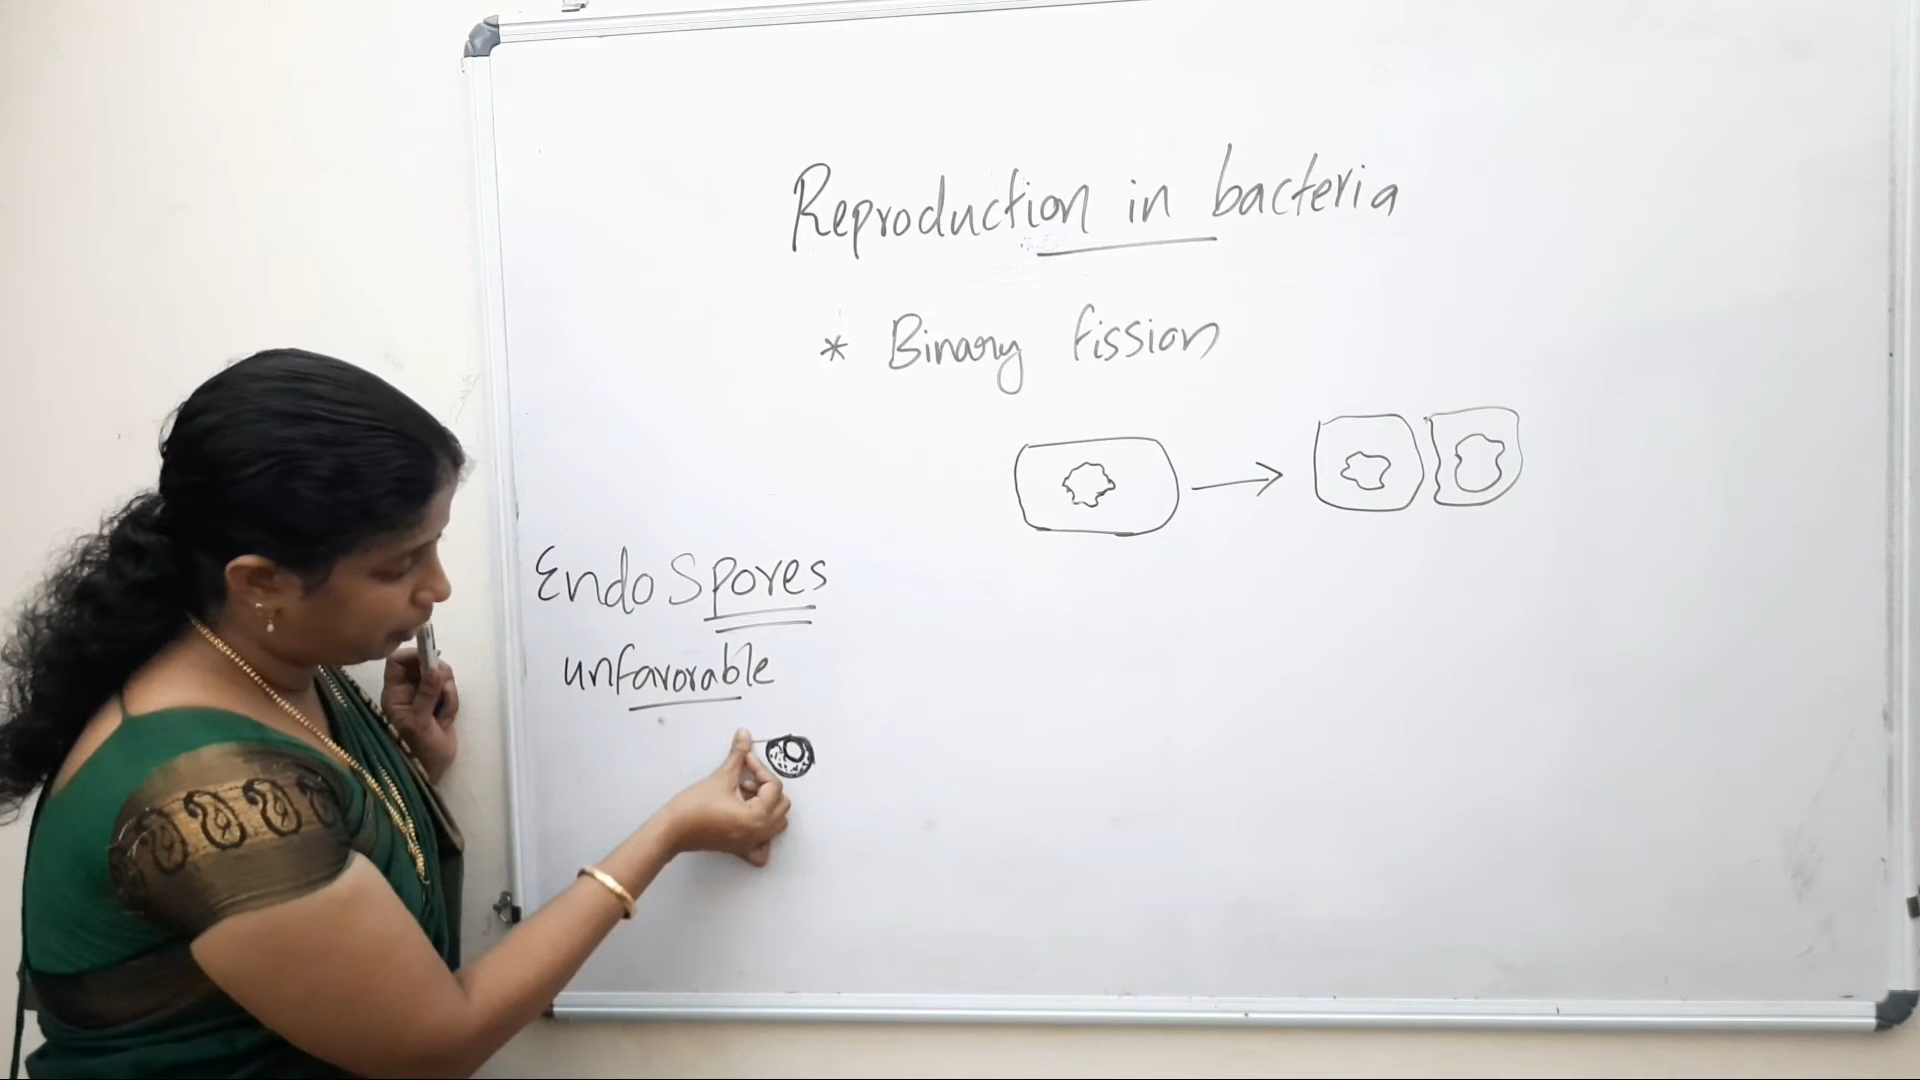 Reproduction in bacteria
* Binary fission
Endo Spores
unfavorable